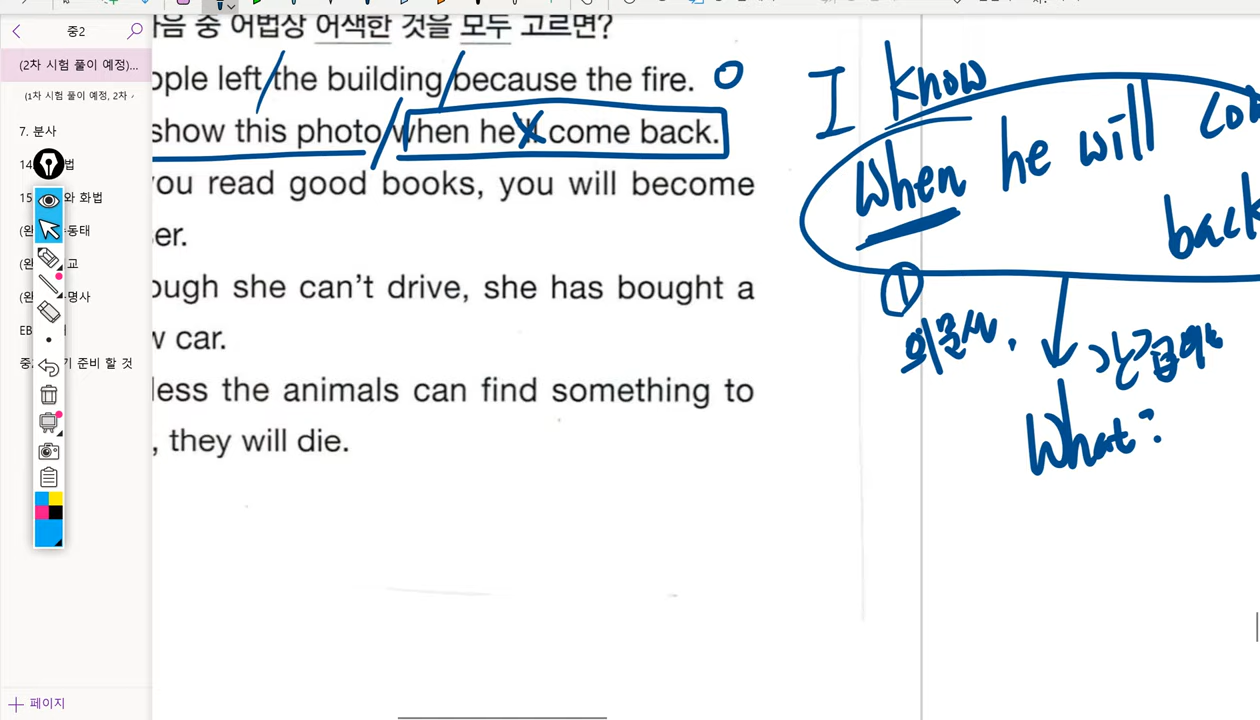 중2
(2차 시험 풀이 예정)...
(1차 시험 풀이 예정, 2차
7. 분사
14 법
15 와 화법
(완 동태
(완 교
(완 명사
EB
중2 기 준비 할 것
페이지
음 중 어법상 어색한 것을 모두 고르면?
ople left the building because the fire.
show this photo when he'll come back.
you read good books, you will become
er.
ough she can't drive, she has bought a
w car.
less the animals can find something to
, they will die.
I know
When he will co
back
①
의문사.
간접의
What?